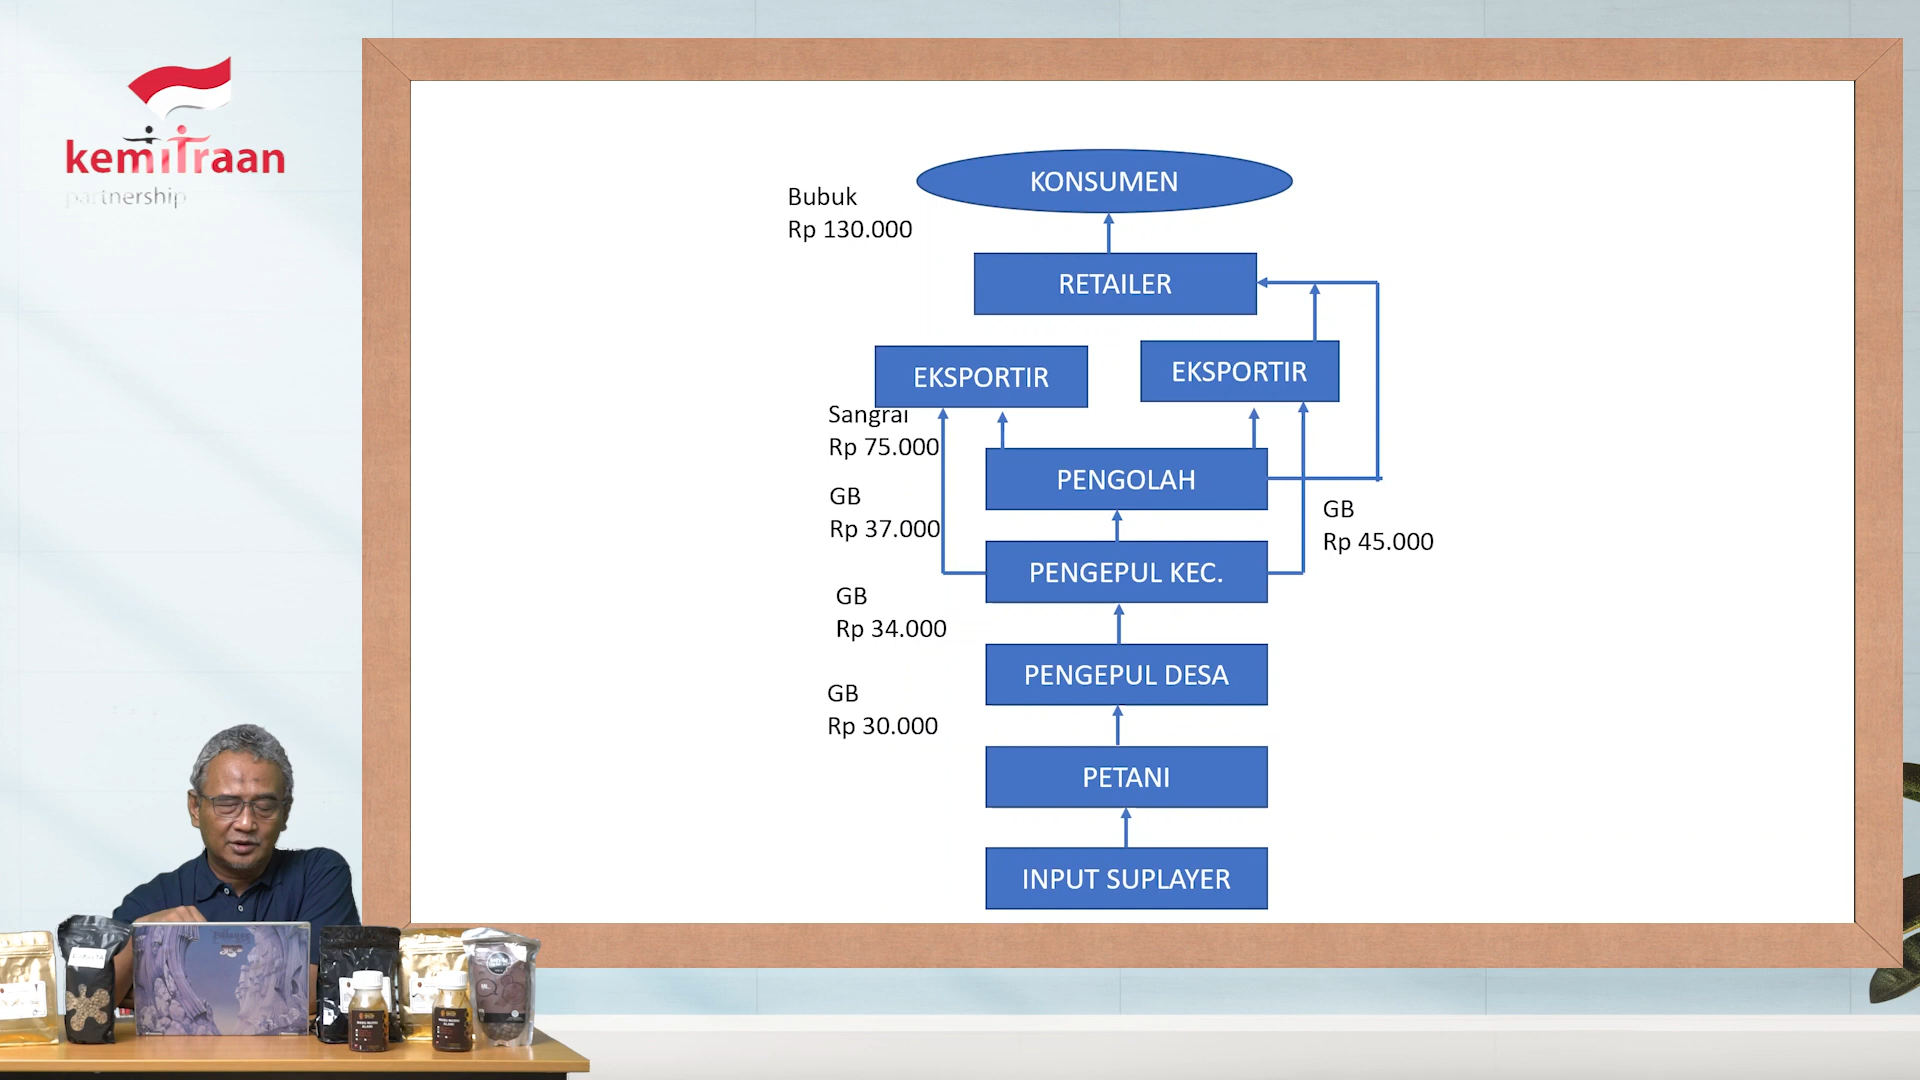 kemitraan
partnership
KONSUMEN
Bubuk
Rp 130.000
RETAILER
EKSPORTIR
EKSPORTIR
Sangrai
Rp 75.000
PENGOLAH
GB
Rp 37.000
GB
Rp 45.000
PENGEPUL KEC.
GB
Rp 34.000
PENGEPUL DESA
GB
Rp 30.000
PETANI
INPUT SUPLAYER